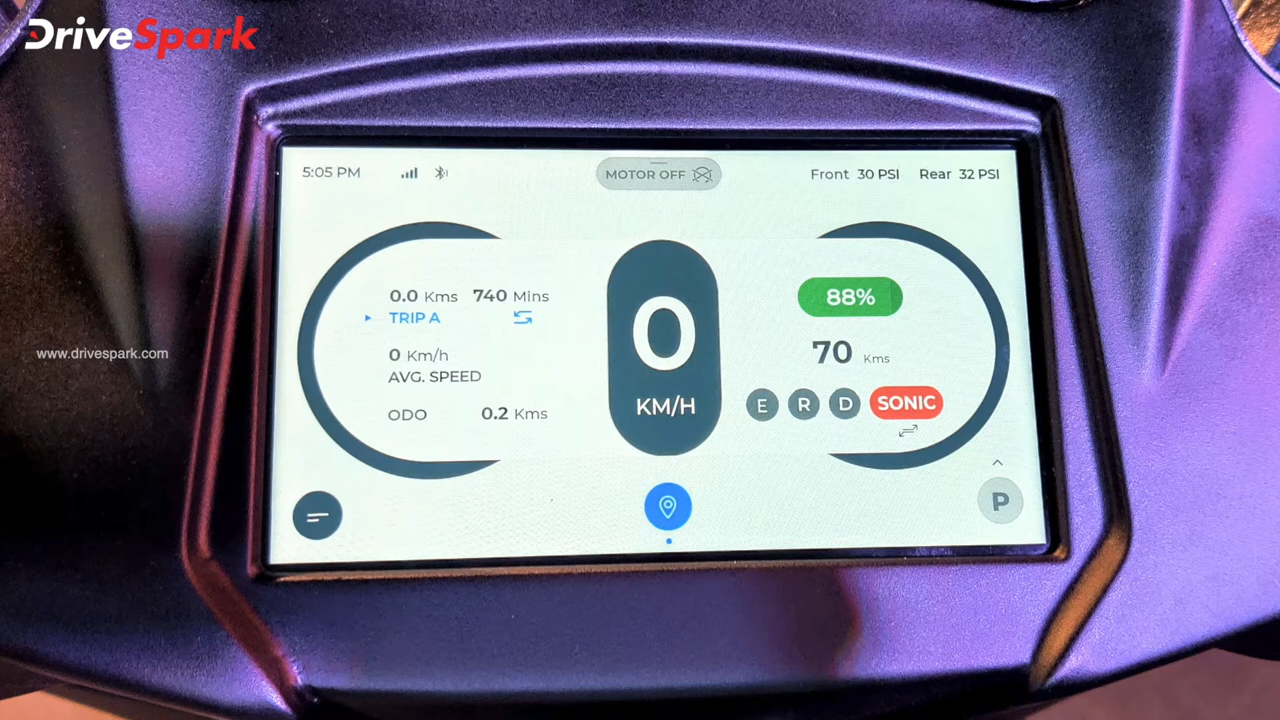 DriveSpark
5:05 PM
MOTOR OFF
Front 30 PSI Rear 32 PSI
0.0 Kms 740 Mins
TRIP A
0 Km/h
AVG. SPEED
ODO 0.2 Kms
0
KM/H
88%
70 Kms
E R D SONIC
P
www.drivespark.com